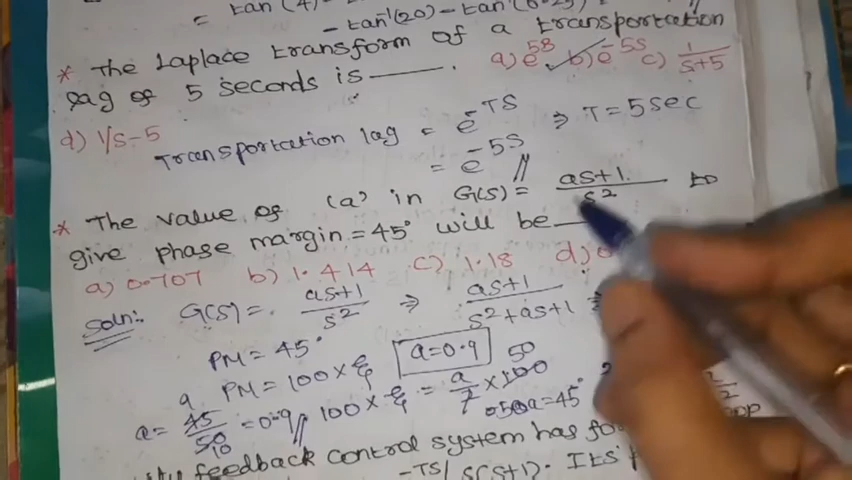 = tan(4)
-tan⁻¹(20) - tan⁻¹(0.25)
* The Laplace transform of a transportation
lag of 5 seconds is ———. a) e^5s b) e^-5s c) 1/s+5
d) 1/s-5
Transportation lag = e^-TS ⇒ T = 5 sec
= e^-5s //
* The value of 'a' in G(s) = as+1/s² to
give phase margin = 45° will be ——
a) 0.707 b) 1.414 c) 1.18 d) 0
Soln:- G(s) = as+1/s² ⇒ as+1/s²+as+1
PM = 45° a = 0.9
PM = 100×ξ
a = 45/50 = 0.9// 100×ξ = a/2 × 100 50
50a = 45°
feedback control system has
-TS/s(s+1). Its